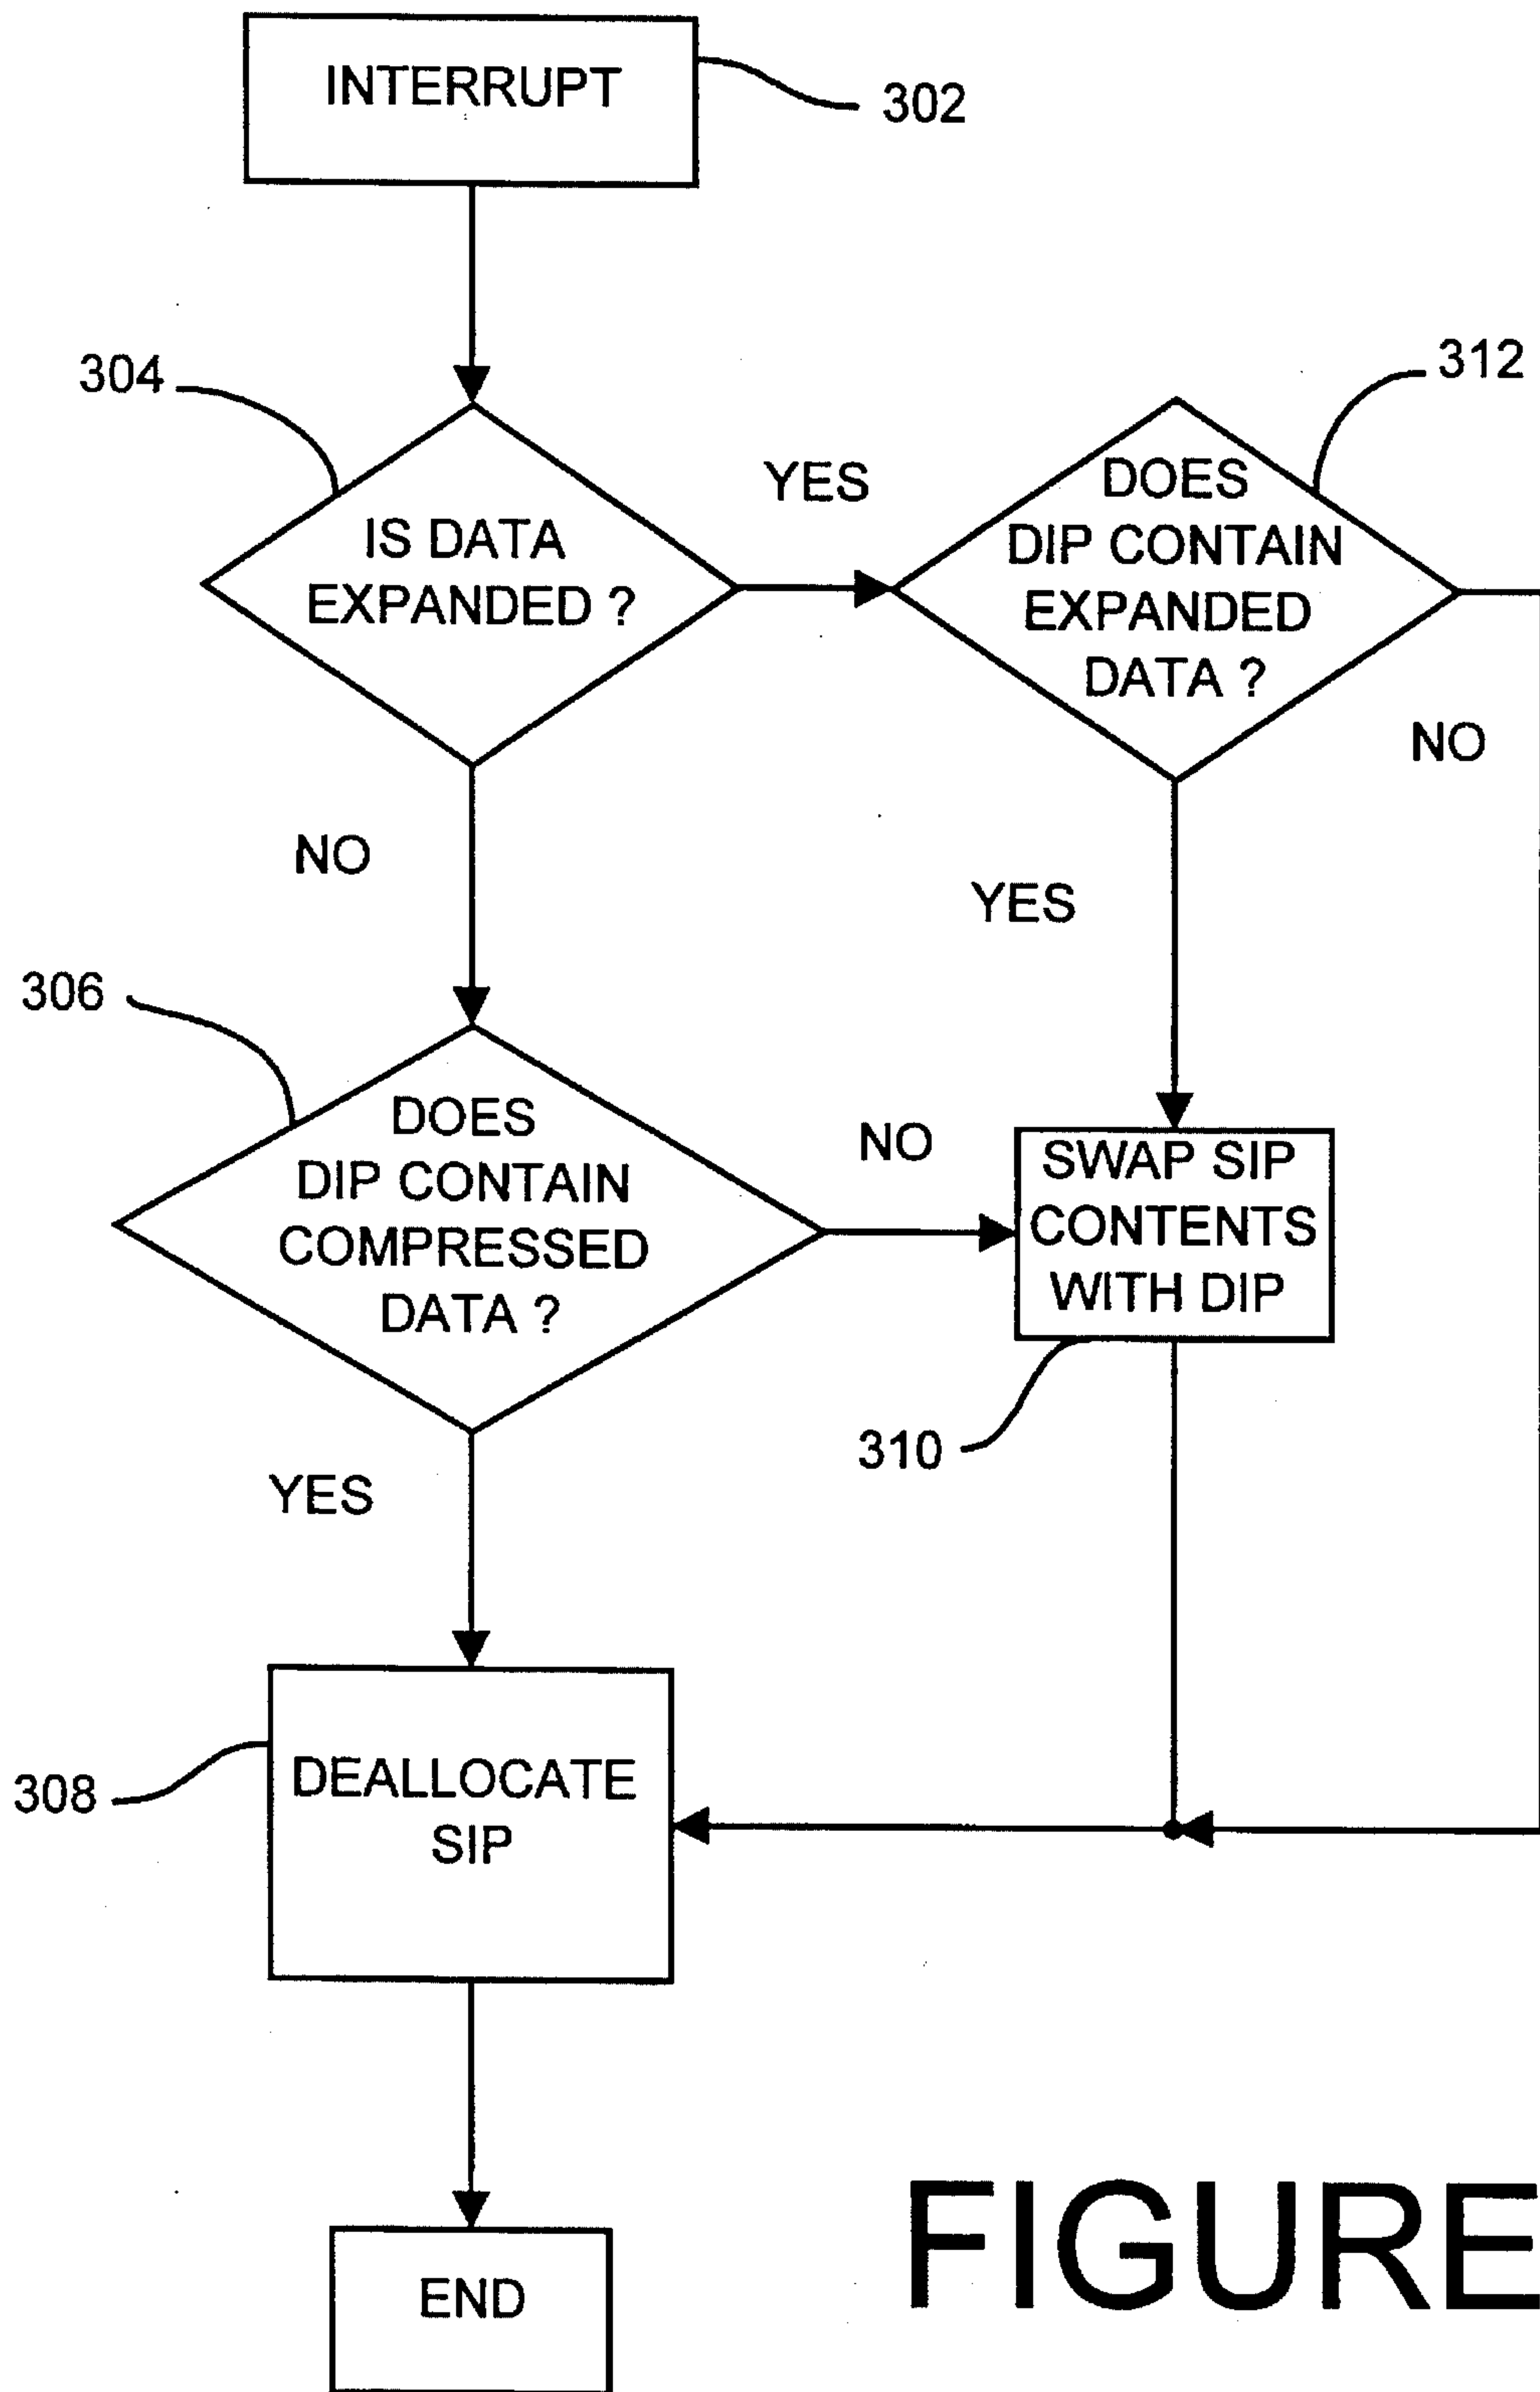 INTERRUPT
302
304
312
IS DATA
EXPANDED ?
YES
DOES
DIP CONTAIN
EXPANDED
DATA ?
NO
NO
YES
306
DOES
DIP CONTAIN
COMPRESSED
DATA ?
NO
SWAP SIP
CONTENTS
WITH DIP
310
YES
308
DEALLOCATE
SIP
END
FIGURE